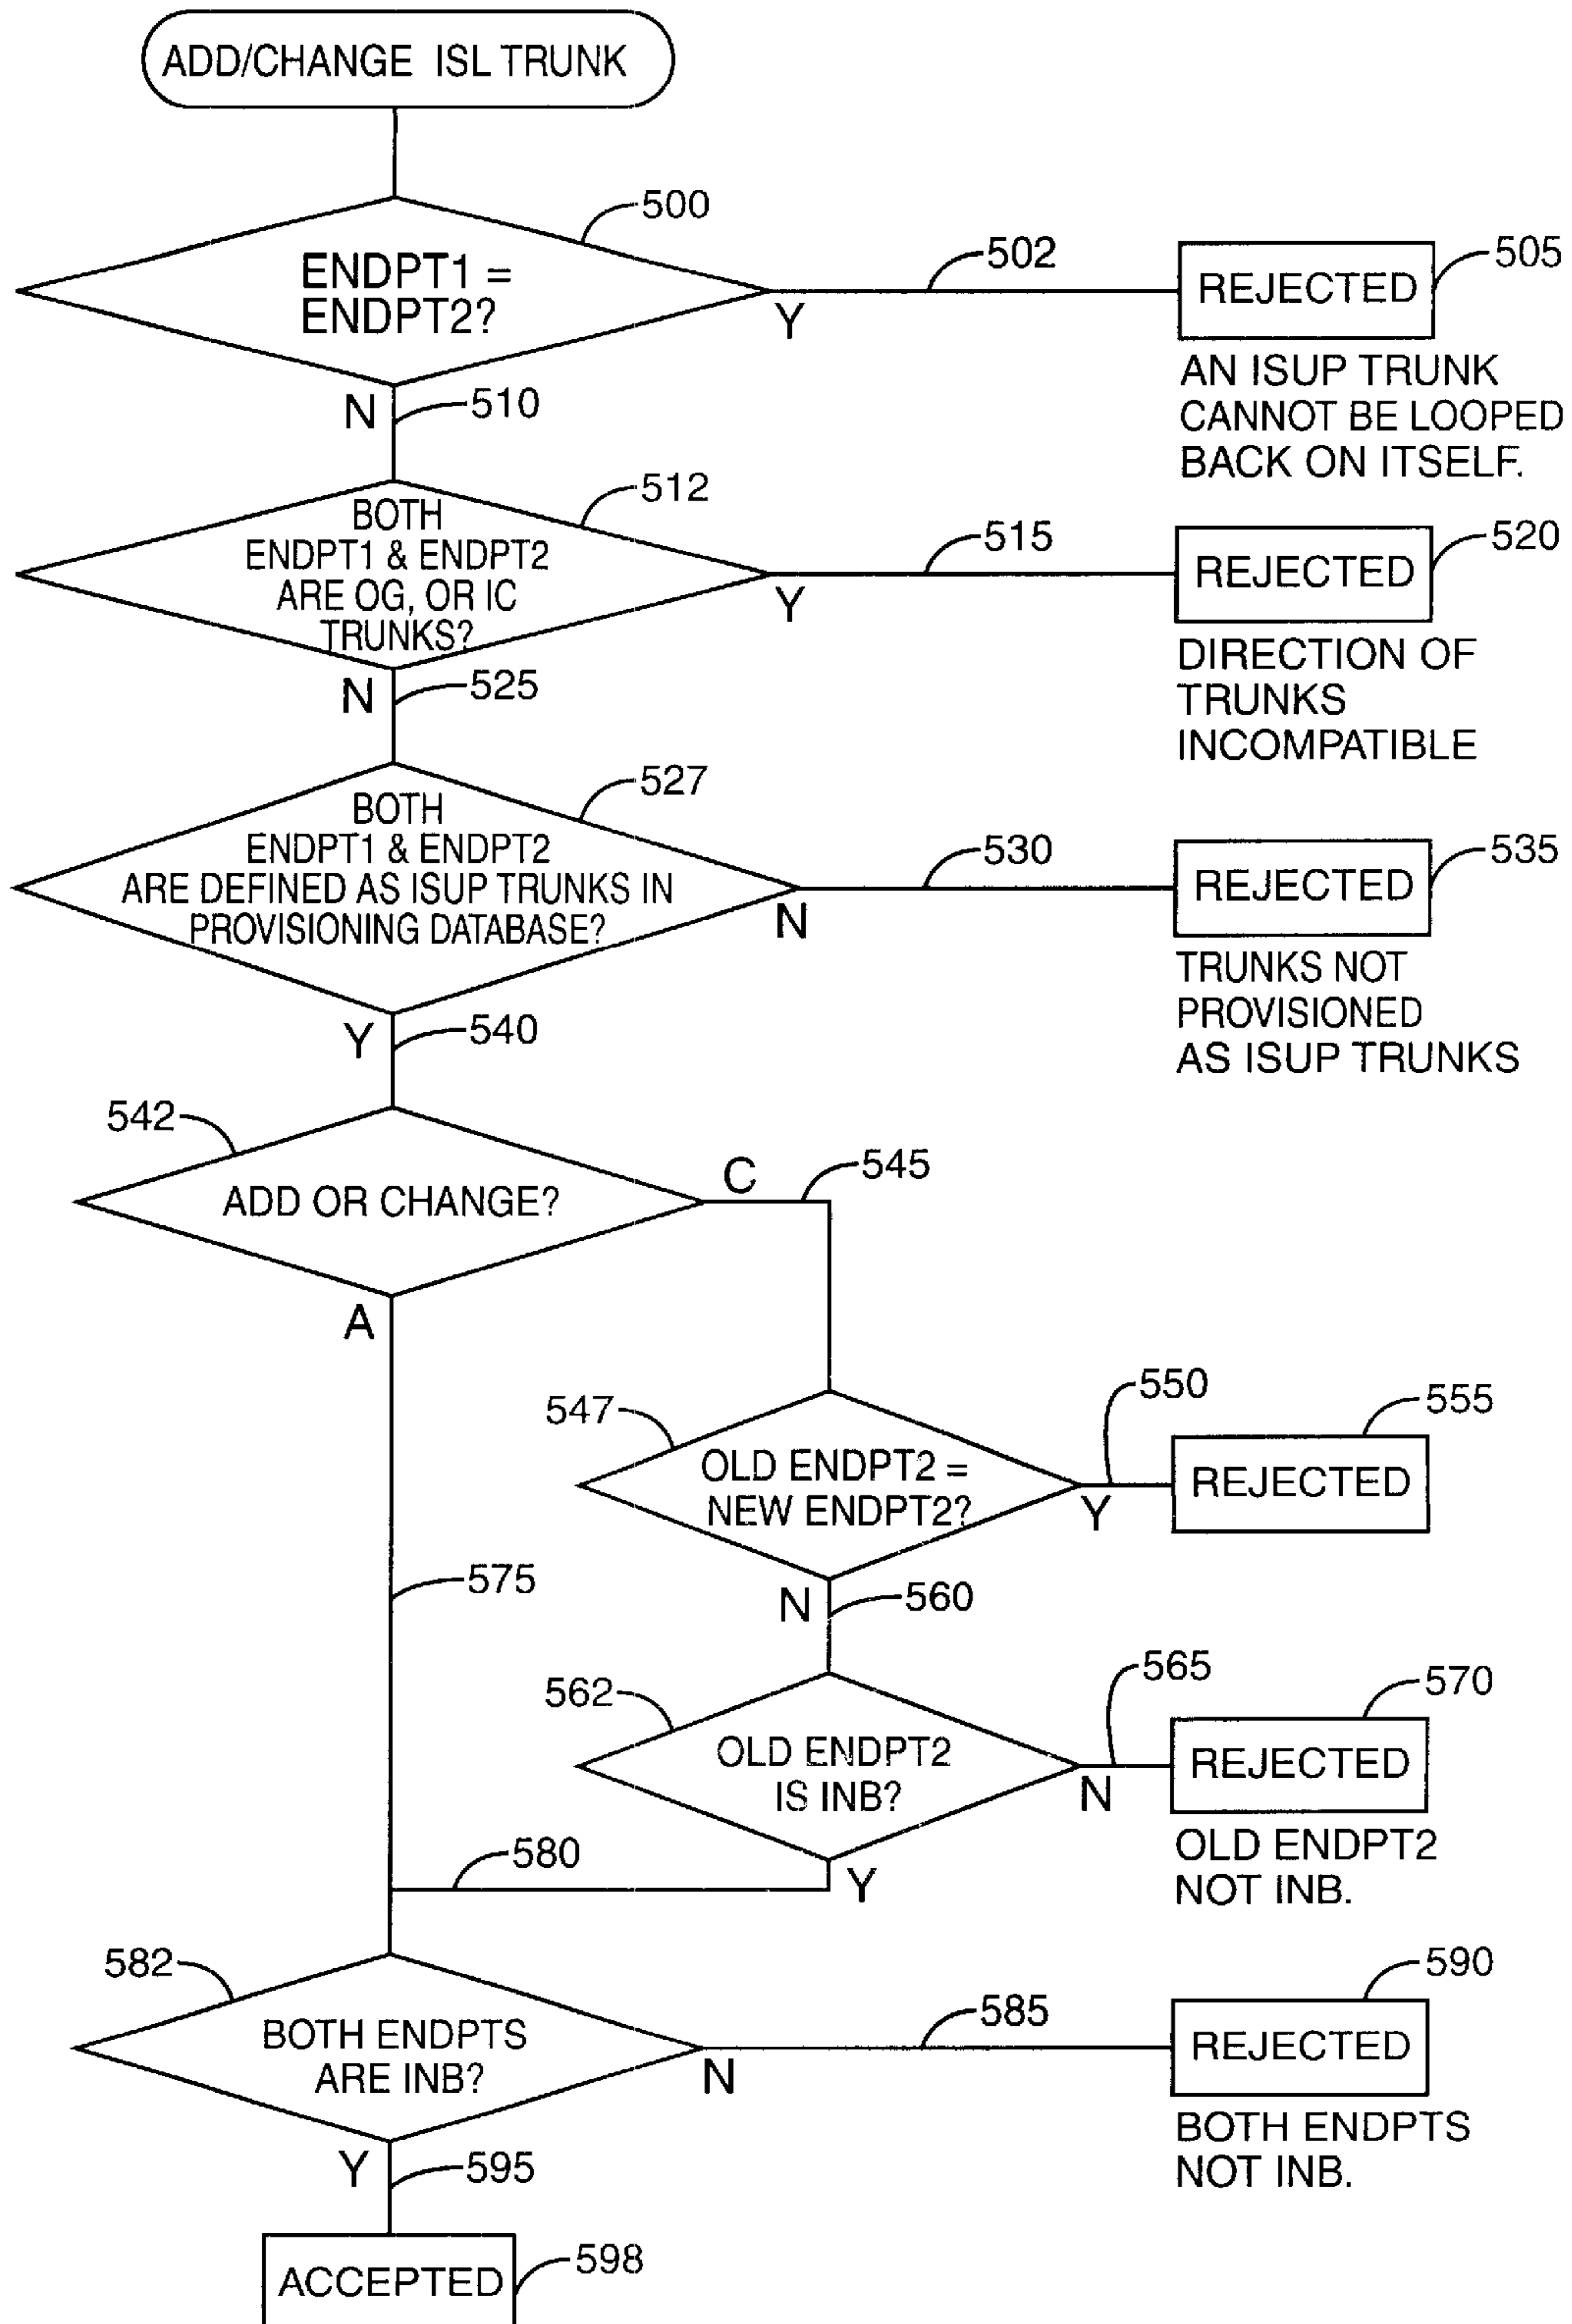 ADD/CHANGE ISL TRUNK
500
ENDPT1 =
ENDPT2?
Y
502
REJECTED
505
AN ISUP TRUNK
CANNOT BE LOOPED
BACK ON ITSELF.
N
510
512
BOTH
ENDPT1 & ENDPT2
ARE OG, OR IC
TRUNKS?
Y
515
REJECTED
520
DIRECTION OF
TRUNKS
INCOMPATIBLE
N
525
527
BOTH
ENDPT1 & ENDPT2
ARE DEFINED AS ISUP TRUNKS IN
PROVISIONING DATABASE?
N
530
REJECTED
535
TRUNKS NOT
PROVISIONED
AS ISUP TRUNKS
Y
540
542
ADD OR CHANGE?
C
545
A
547
OLD ENDPT2 =
NEW ENDPT2?
Y
550
REJECTED
555
575
N
560
562
OLD ENDPT2
IS INB?
N
565
REJECTED
570
OLD ENDPT2
NOT INB.
580
Y
582
BOTH ENDPTS
ARE INB?
N
585
REJECTED
590
BOTH ENDPTS
NOT INB.
Y
595
ACCEPTED
598